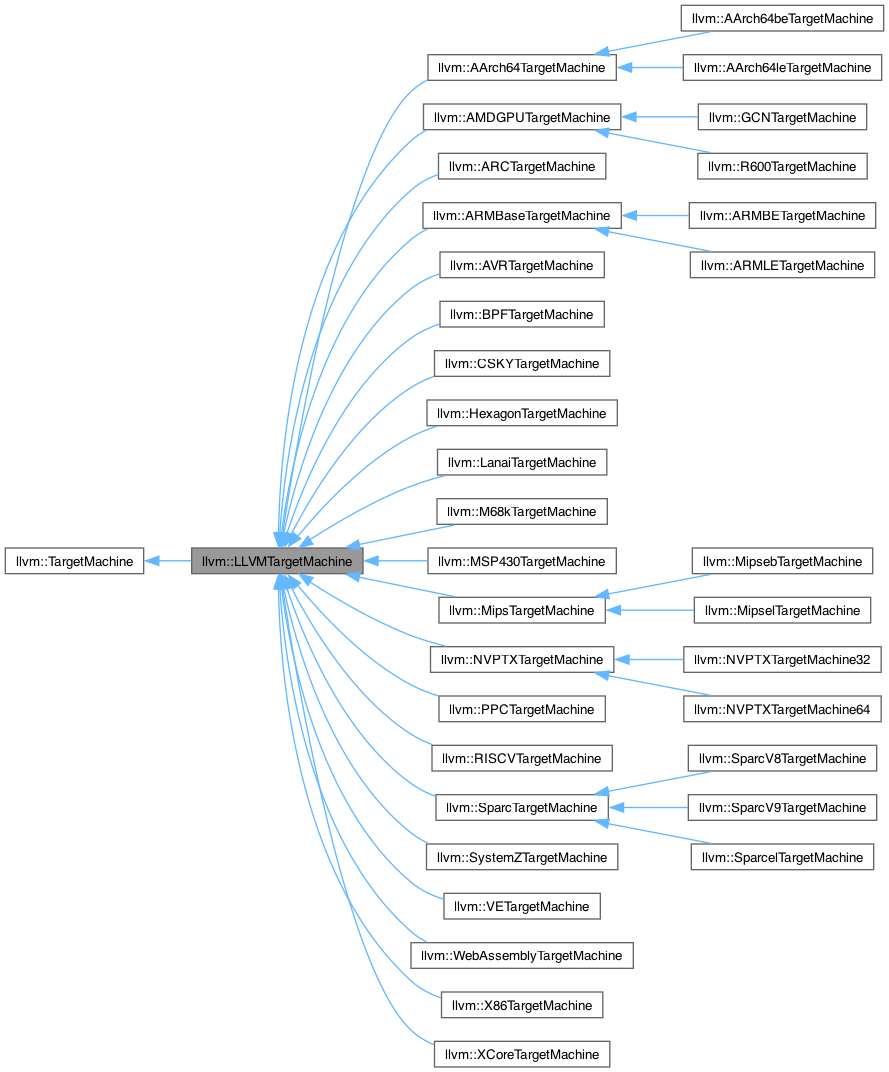 llvm::AArch64beTargetMachine
llvm::AArch64TargetMachine
llvm::AArch64leTargetMachine
llvm::AMDGPUTargetMachine
llvm::GCNTargetMachine
llvm::ARCTargetMachine
llvm::R600TargetMachine
llvm::ARMBaseTargetMachine
llvm::ARMBETargetMachine
llvm::AVRTargetMachine
llvm::ARMLETargetMachine
llvm::BPFTargetMachine
llvm::CSKYTargetMachine
llvm::HexagonTargetMachine
llvm::LanaiTargetMachine
llvm::M68kTargetMachine
llvm::TargetMachine
llvm::LLVMTargetMachine
llvm::MSP430TargetMachine
llvm::MipsebTargetMachine
llvm::MipsTargetMachine
llvm::MipselTargetMachine
llvm::NVPTXTargetMachine
llvm::NVPTXTargetMachine32
llvm::PPCTargetMachine
llvm::NVPTXTargetMachine64
llvm::RISCVTargetMachine
llvm::SparcV8TargetMachine
llvm::SparcTargetMachine
llvm::SparcV9TargetMachine
llvm::SystemZTargetMachine
llvm::SparcelTargetMachine
llvm::VETargetMachine
llvm::WebAssemblyTargetMachine
llvm::X86TargetMachine
llvm::XCoreTargetMachine